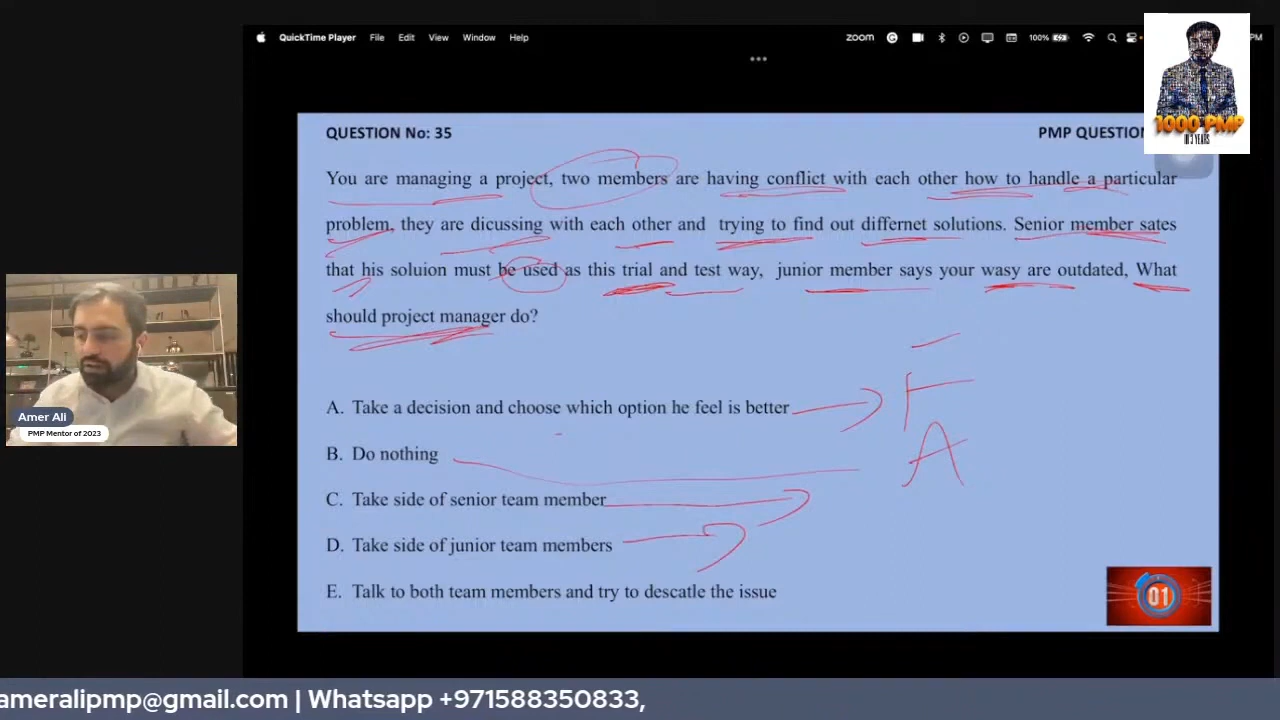 QuickTime Player File Edit View Window Help
zoom 100% PM
QUESTION No: 35 PMP QUESTION
You are managing a project, two members are having conflict with each other how to handle a particular
problem, they are dicussing with each other and trying to find out differnet solutions. Senior member sates
that his soluion must be used as this trial and test way, junior member says your wasy are outdated, What
should project manager do?
A. Take a decision and choose which option he feel is better
B. Do nothing
C. Take side of senior team member
D. Take side of junior team members
E. Talk to both team members and try to descatle the issue
F
A
01
1000 PMP
IN 3 YEARS
Amer Ali
PMP Mentor of 2023
ameralipmp@gmail.com | Whatsapp +971588350833,